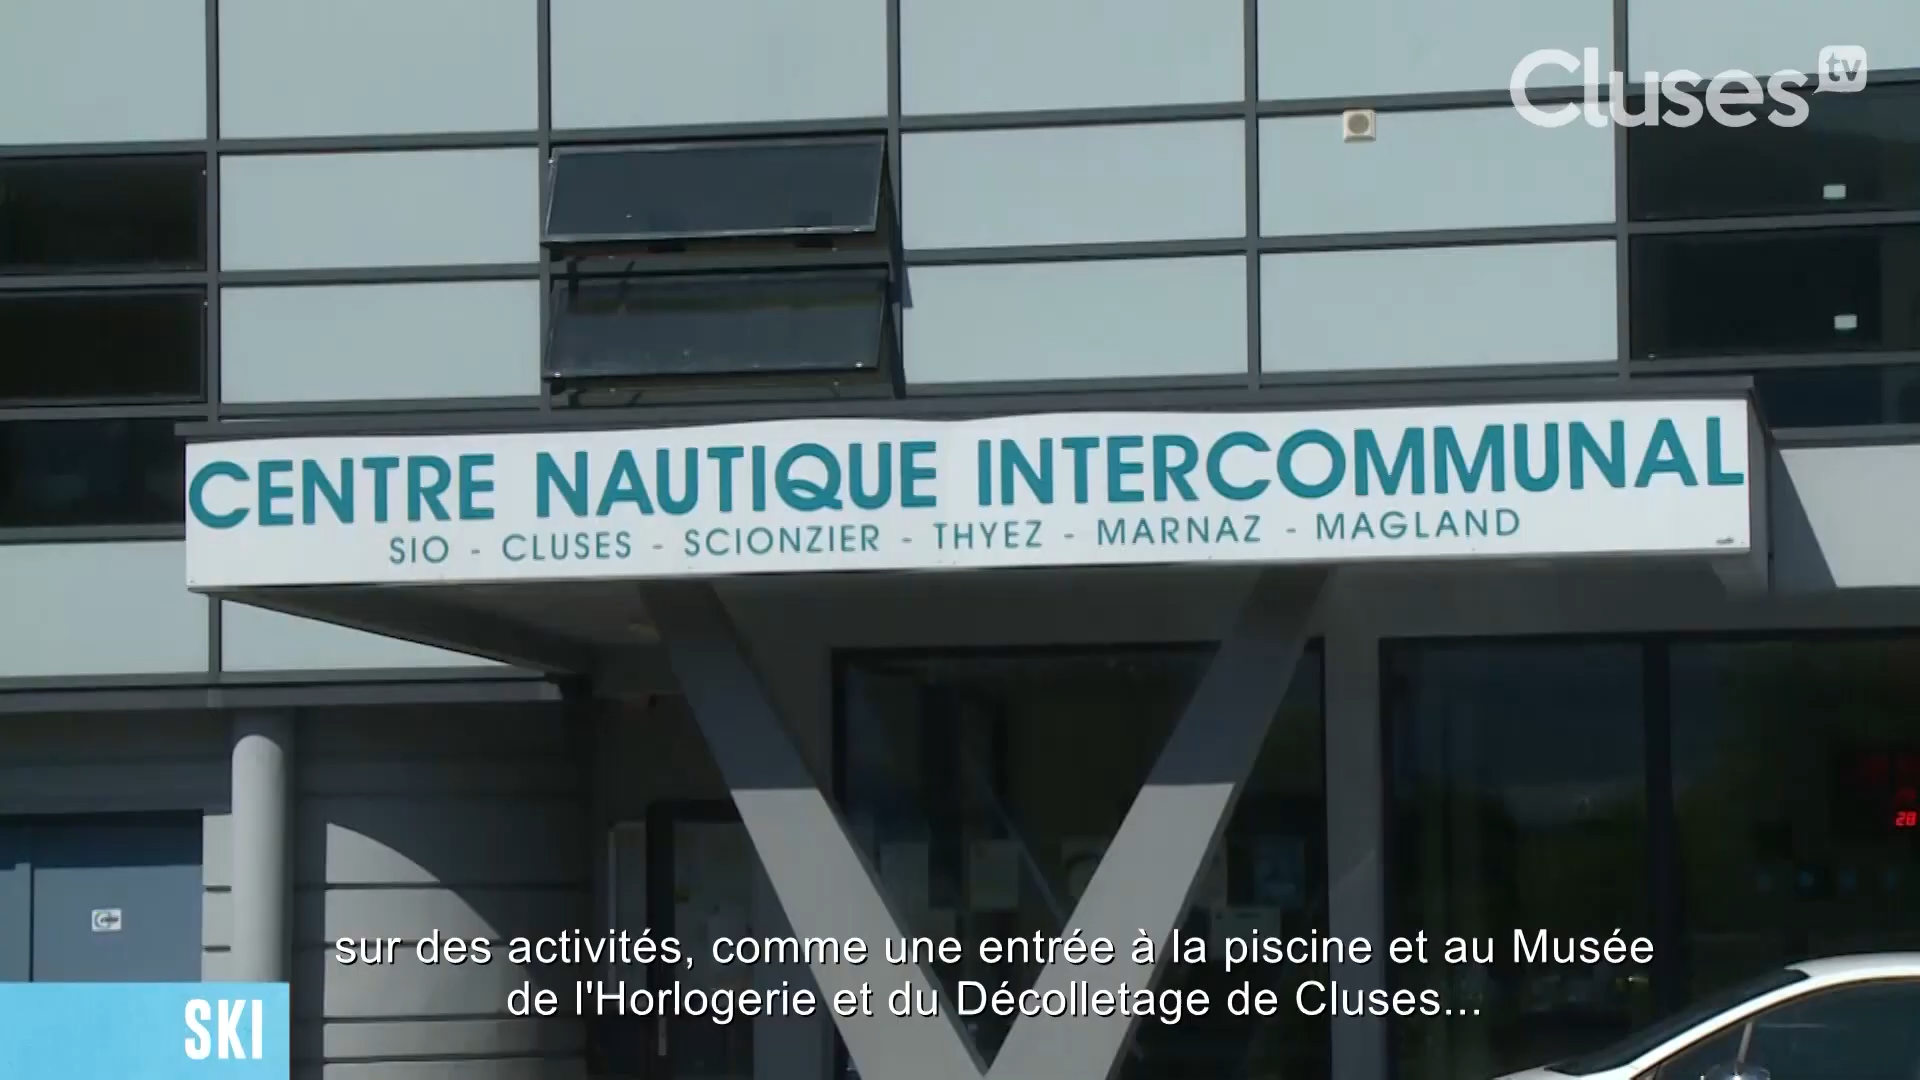 Cluses tv
CENTRE NAUTIQUE INTERCOMMUNAL
SIO - CLUSES - SCIONZIER - THYEZ - MARNAZ - MAGLAND
28
sur des activités, comme une entrée à la piscine et au Musée
de l'Horlogerie et du Décolletage de Cluses...
SKI